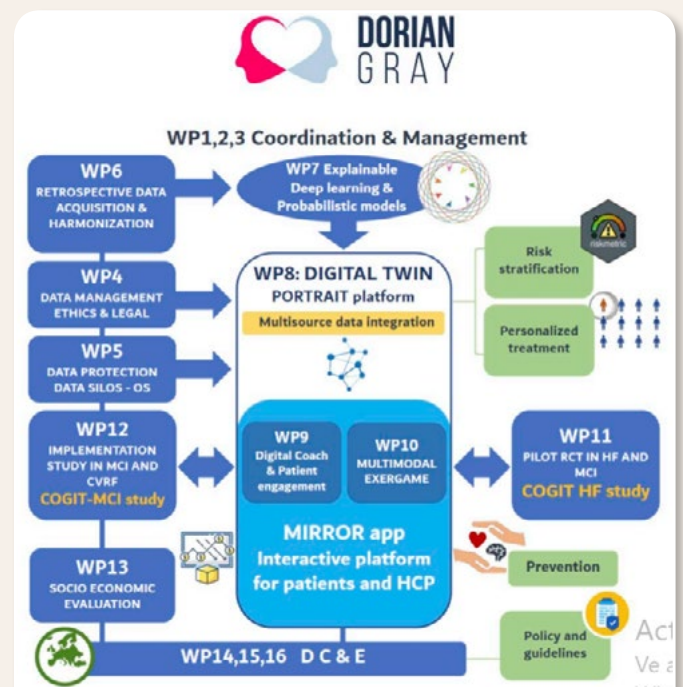 DORIAN
GRAY
WP1,2,3 Coordination & Management
WP6
RETROSPECTIVE DATA
ACQUISITION &
HARMONIZATION
WP7 Explainable
Deep learning &
Probabilistic models
WP4
DATA MANAGEMENT
ETHICS & LEGAL
WP8: DIGITAL TWIN
PORTRAIT platform
Multisource data integration
Risk
stratification
riskmetric
Personalized
treatment
WP5
DATA PROTECTION
DATA SILOS - OS
WP12
IMPLEMENTATION
STUDY IN MCI AND
CVRF
COGIT-MCI study
WP9
Digital Coach
& Patient
engagement
WP10
MULTIMODAL
EXERGAME
WP11
PILOT RCT IN HF AND
MCI
COGIT HF study
MIRROR app
Interactive platform
for patients and HCP
WP13
SOCIO ECONOMIC
EVALUATION
Prevention
WP14,15,16 D C & E
Policy and
guidelines
Act
Ve a